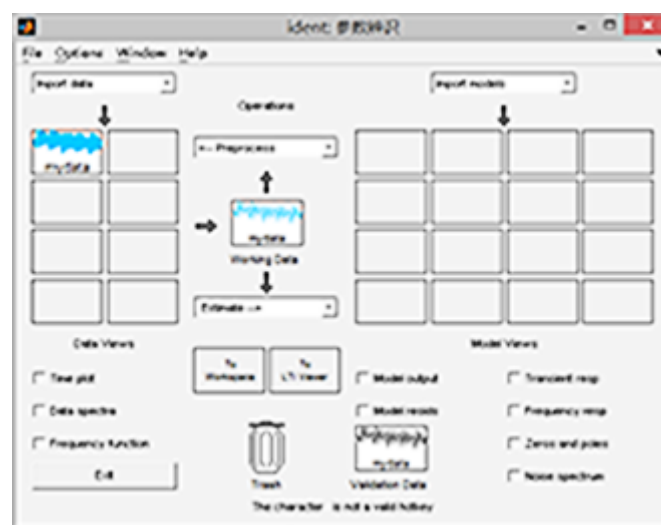 ident: 参数辨识
File Options Window Help
Import data
Import models
Operations
<-- Preprocess
mydata
mydata
Working Data
Estimate -->
Data Views
Model Views
To Workspace
To LTI Viewer
Time plot
Data spectra
Frequency function
Model output
Model resids
Transient resp
Frequency resp
Zeros and poles
Noise spectrum
Exit
Trash
mydata
Validation Data
The character is not a valid hotkey